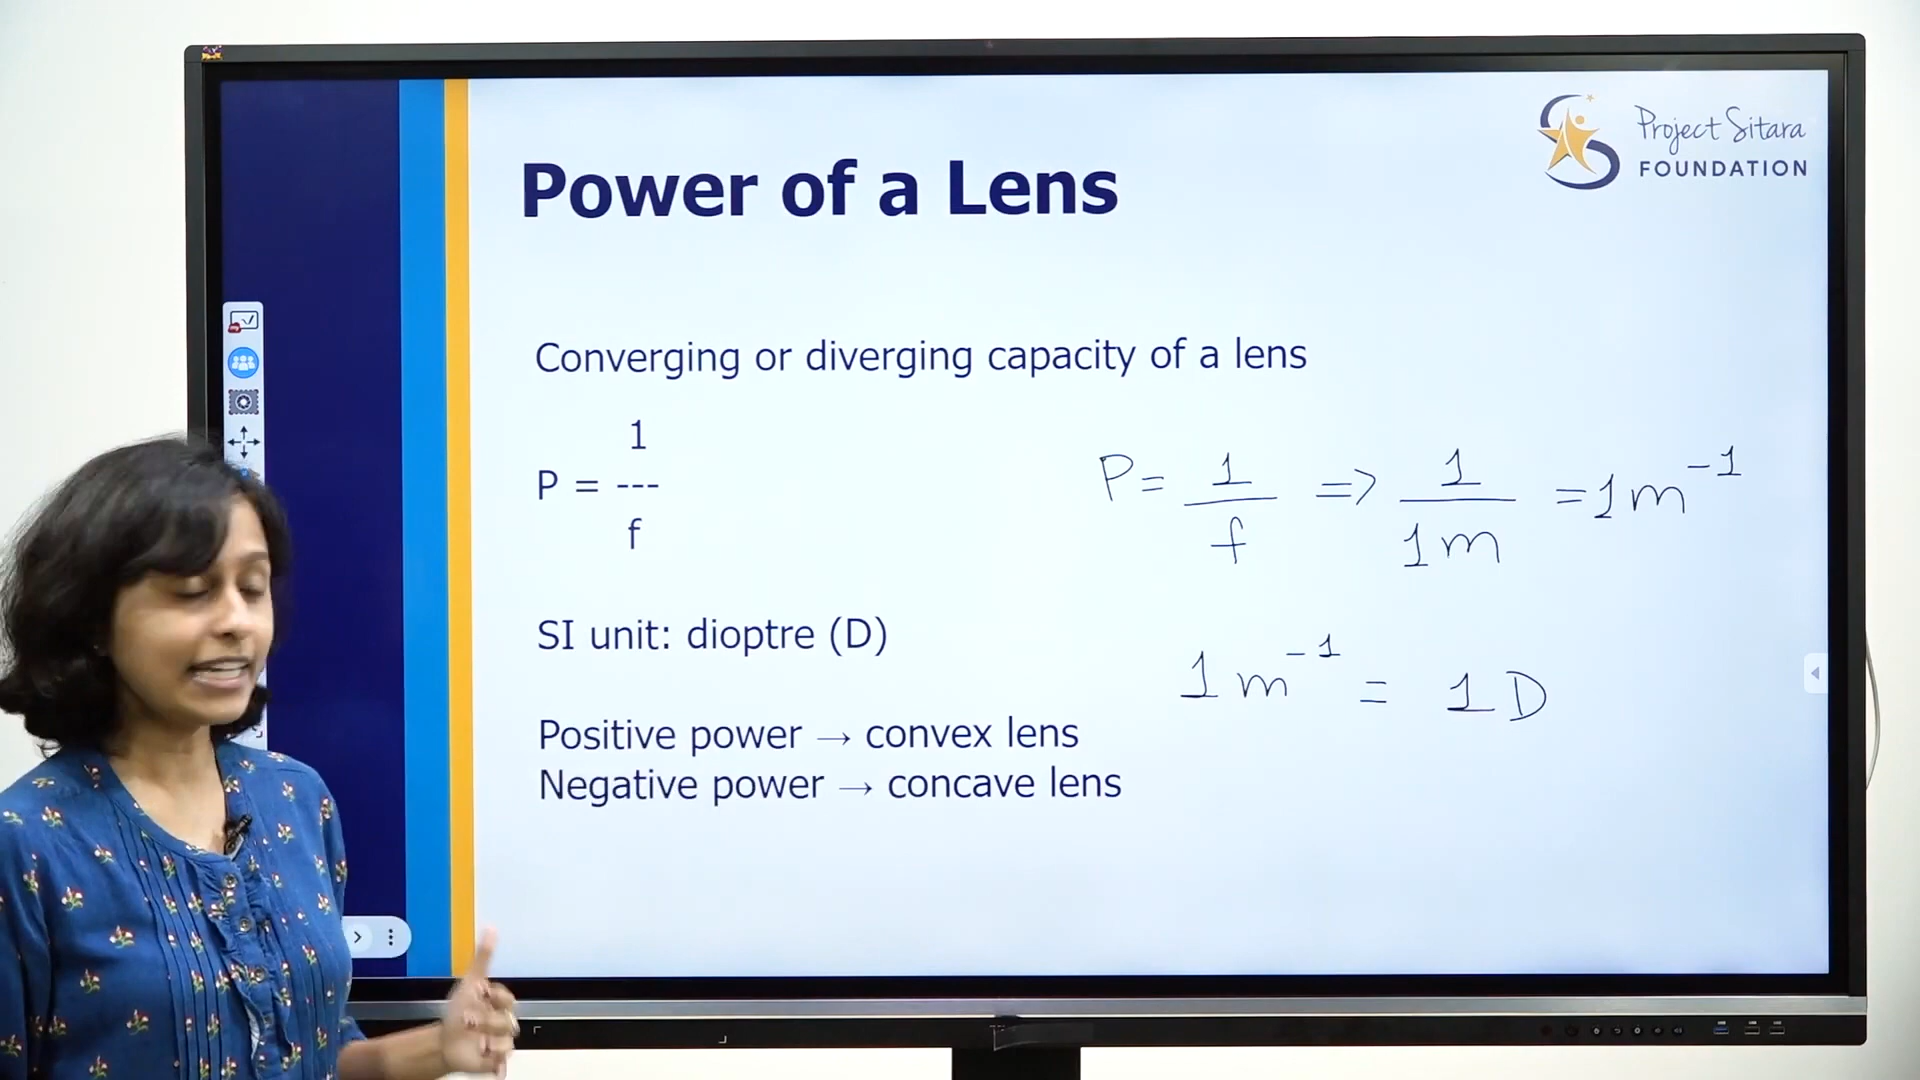 Project Sitara
FOUNDATION
Power of a Lens
Converging or diverging capacity of a lens
1
P = ---
f
P = 1/f => 1/1m = 1m⁻¹
SI unit: dioptre (D)
1m⁻¹ = 1D
Positive power → convex lens
Negative power → concave lens